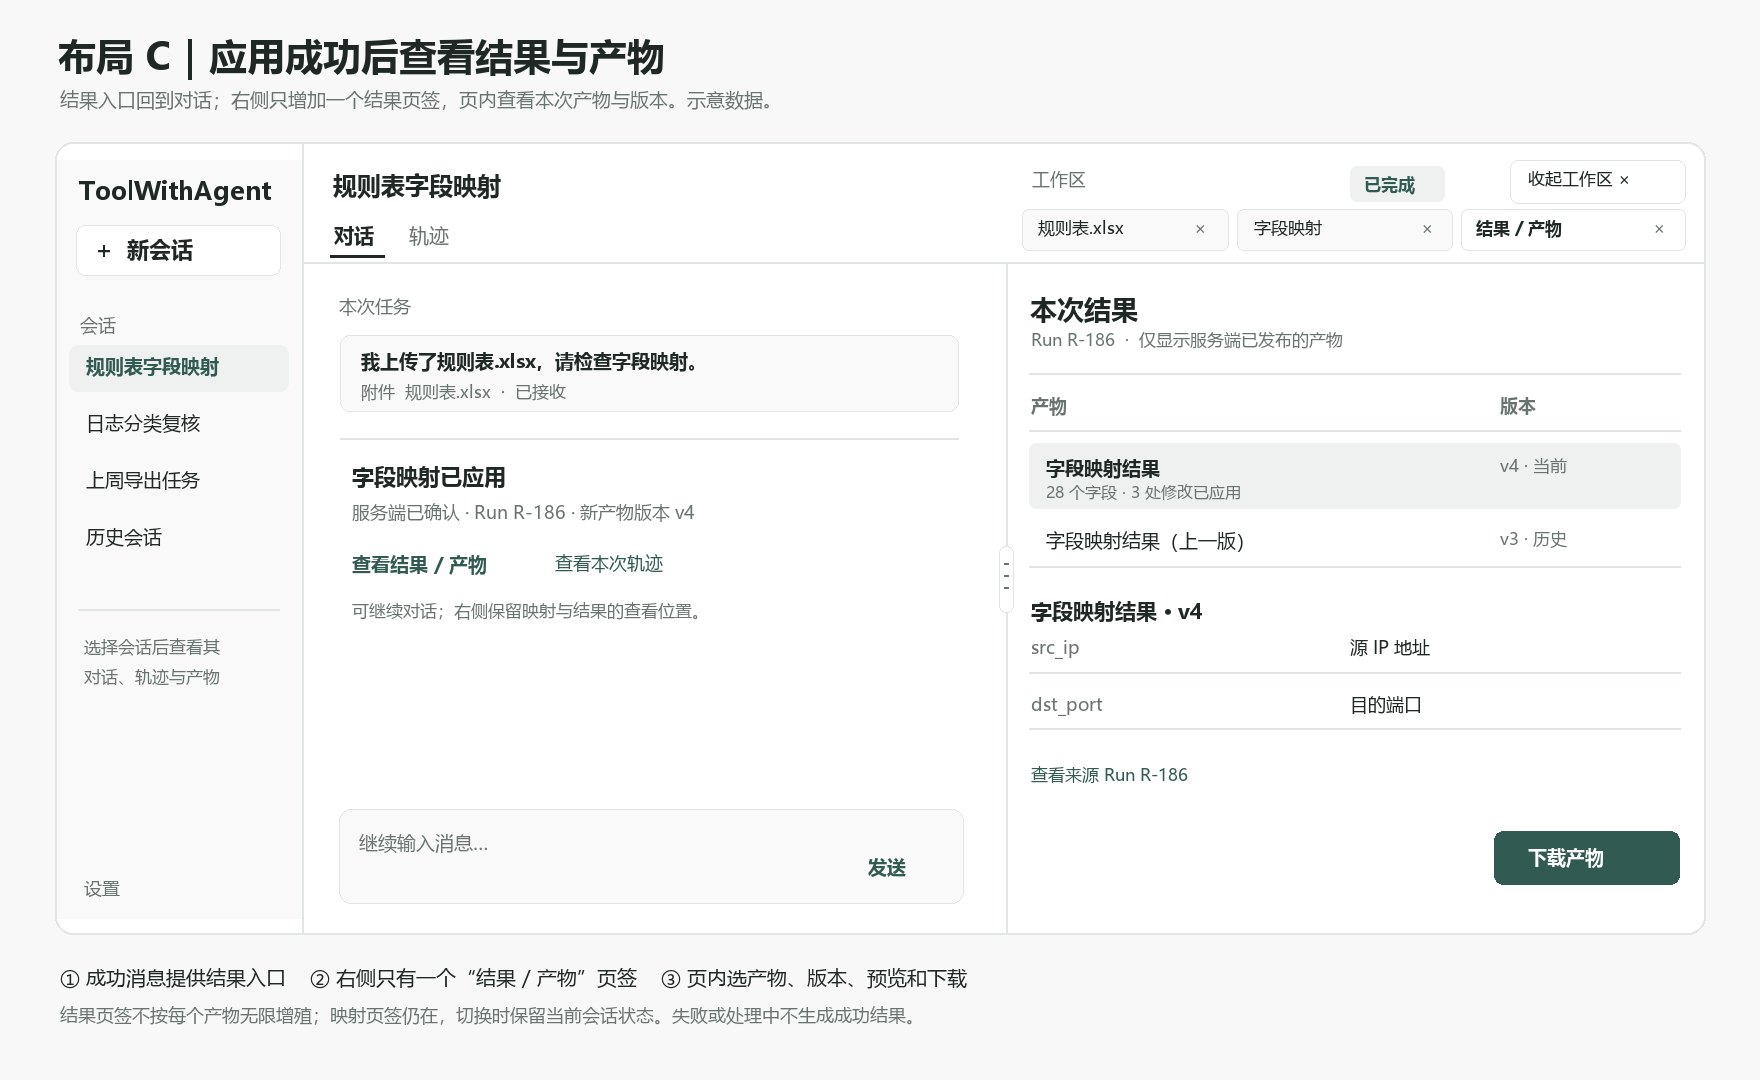 布局 C｜应用成功后查看结果与产物
结果入口回到对话；右侧只增加一个结果页签，页内查看本次产物与版本。示意数据。
ToolWithAgent
+ 新会话
会话
规则表字段映射
日志分类复核
上周导出任务
历史会话
选择会话后查看其
对话、轨迹与产物
设置
规则表字段映射
对话 轨迹
本次任务
我上传了规则表.xlsx，请检查字段映射。
附件 规则表.xlsx · 已接收
字段映射已应用
服务端已确认 · Run R-186 · 新产物版本 v4
查看结果 / 产物 查看本次轨迹
可继续对话；右侧保留映射与结果的查看位置。
继续输入消息...
发送
工作区 已完成 收起工作区 ×
规则表.xlsx × 字段映射 × 结果 / 产物 ×
本次结果
Run R-186 · 仅显示服务端已发布的产物
产物 版本
字段映射结果 v4 · 当前
28 个字段 · 3 处修改已应用
字段映射结果（上一版） v3 · 历史
字段映射结果 • v4
src_ip 源 IP 地址
dst_port 目的端口
查看来源 Run R-186
下载产物
① 成功消息提供结果入口 ② 右侧只有一个“结果 / 产物”页签 ③ 页内选产物、版本、预览和下载
结果页签不按每个产物无限增殖；映射页签仍在，切换时保留当前会话状态。失败或处理中不生成成功结果。